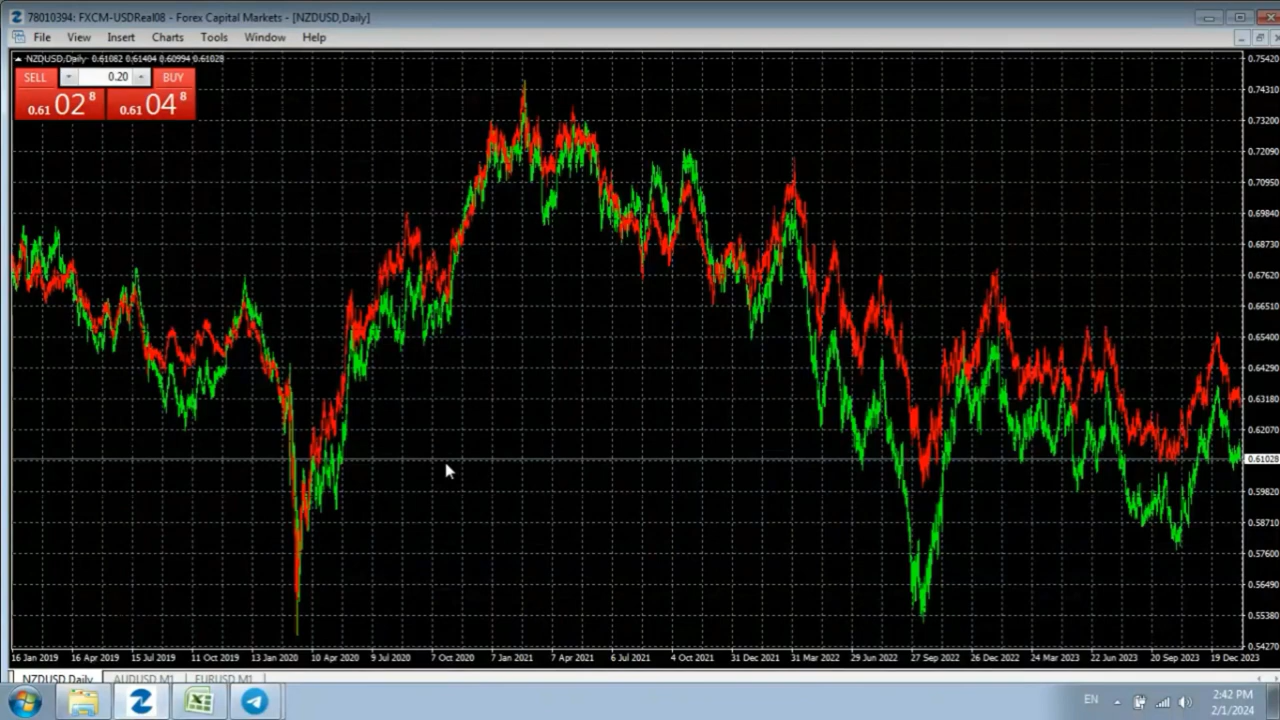 78010394: FXCM-USDReal08 - Forex Capital Markets - [NZDUSD,Daily]
File View Insert Charts Tools Window Help
NZDUSD,Daily 0.61082 0.61404 0.60994 0.61028
SELL 0.20 BUY
0.61 02 8 0.61 04 8
0.75420
0.74310
0.73200
0.72090
0.70950
0.69840
0.68730
0.67620
0.66510
0.65400
0.64290
0.63180
0.62070
0.61028
0.59820
0.58710
0.57600
0.56490
0.55380
0.54270
16 Jan 2019 16 Apr 2019 15 Jul 2019 11 Oct 2019 13 Jan 2020 10 Apr 2020 9 Jul 2020 7 Oct 2020 7 Jan 2021 7 Apr 2021 6 Jul 2021 4 Oct 2021 31 Dec 2021 31 Mar 2022 29 Jun 2022 27 Sep 2022 26 Dec 2022 24 Mar 2023 22 Jun 2023 20 Sep 2023 19 Dec 2023
NZDUSD,Daily AUDUSD,M1 EURUSD,M1
EN
2:42 PM
2/1/2024